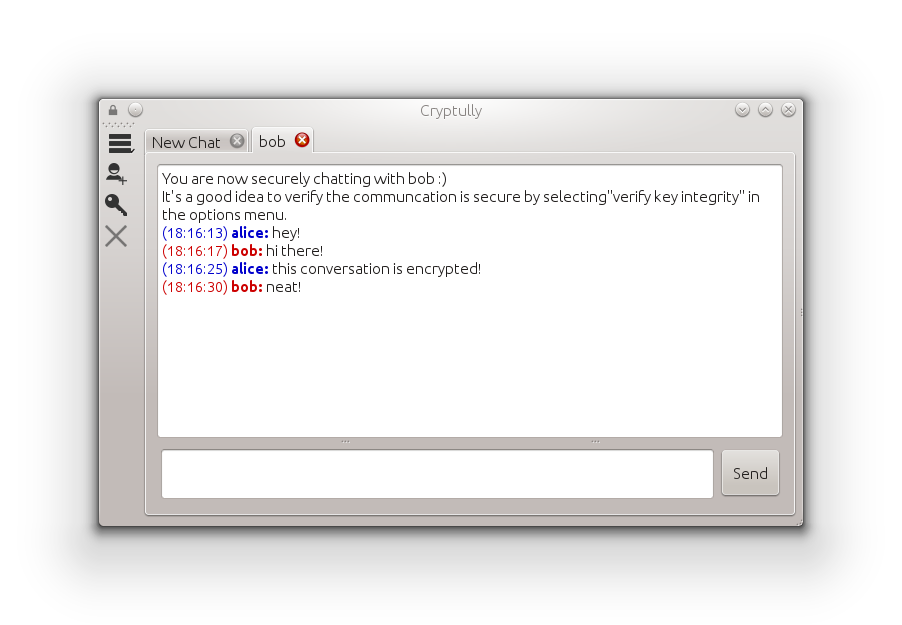 Cryptully
New Chat
bob
You are now securely chatting with bob :)
It's a good idea to verify the communcation is secure by selecting"verify key integrity" in
the options menu.
(18:16:13) alice: hey!
(18:16:17) bob: hi there!
(18:16:25) alice: this conversation is encrypted!
(18:16:30) bob: neat!
Send